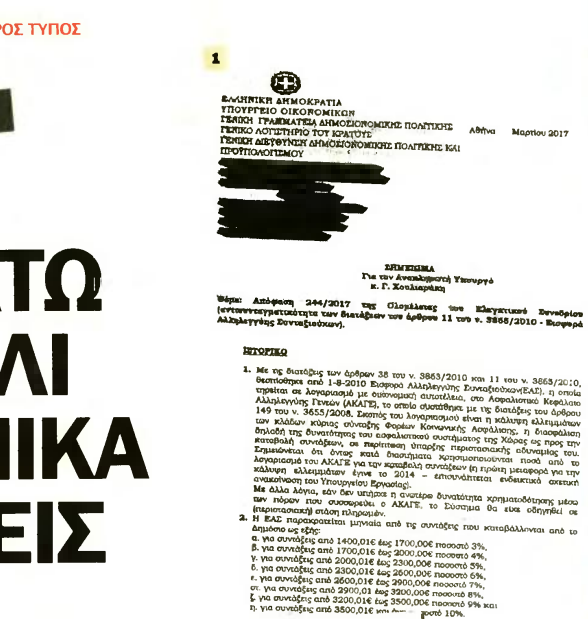 ΡΟΣ ΤΥΠΟΣ
ΤΩ
ΛΙ
ΗΙΚΑ
ΕΙΣ
1
ΕΛΛΗΝΙΚΗ ΔΗΜΟΚΡΑΤΙΑ
ΥΠΟΥΡΓΕΙΟ ΟΙΚΟΝΟΜΙΚΩΝ
ΓΕΝΙΚΗ ΓΡΑΜΜΑΤΕΙΑ ΔΗΜΟΣΙΟΝΟΜΙΚΗΣ ΠΟΛΙΤΙΚΗΣ
ΓΕΝΙΚΟ ΛΟΓΙΣΤΗΡΙΟ ΤΟΥ ΚΡΑΤΟΥΣ
ΓΕΝΙΚΗ ΔΙΕΥΘΥΝΣΗ ΔΗΜΟΣΙΟΝΟΜΙΚΗΣ ΠΟΛΙΤΙΚΗΣ ΚΑΙ
ΠΡΟΫΠΟΛΟΓΙΣΜΟΥ
Αθήνα Μαρτίου 2017
ΣΗΜΕΙΩΜΑ
Για τον Αναπληρωτή Υπουργό
κ. Γ. Χουλιαράκη
Θέμα: Απόφαση 244/2017 της Ολομέλειας του Ελεγκτικού Συνεδρίου
(αντισυνταγματικότητα των διατάξεων του άρθρου 11 του ν. 3865/2010 - Εισφορά
Αλληλεγγύης Συνταξιούχων).
ΙΣΤΟΡΙΚΟ
1. Με τις διατάξεις των άρθρων 38 του ν. 3863/2010 και 11 του ν. 3865/2010,
θεσπίσθηκε από 1-8-2010 Εισφορά Αλληλεγγύης Συνταξιούχων(ΕΑΣ), η οποία
τηρείται σε λογαριασμό με οικονομική αυτοτέλεια, στο Ασφαλιστικό Κεφάλαιο
Αλληλεγγύης Γενεών (ΑΚΑΓΕ), το οποίο συστάθηκε με τις διατάξεις του άρθρου
149 του ν. 3655/2008. Σκοπός του λογαριασμού είναι η κάλυψη ελλειμμάτων
των κλάδων κύριας σύνταξης Φορέων Κοινωνικής Ασφάλισης, η διασφάλιση
δηλαδή της δυνατότητας του ασφαλιστικού συστήματος της Χώρας ως προς την
καταβολή συντάξεων, σε περίπτωση ύπαρξης περιστασιακής αδυναμίας του.
Σημειώνεται ότι όντως κατά διαστήματα χρησιμοποιούνται ποσά από το
λογαριασμό του ΑΚΑΓΕ για την καταβολή συντάξεων (η πρώτη μεταφορά για την
κάλυψη ελλειμμάτων έγινε το 2014 – επισυνάπτεται ενδεικτικά σχετική
ανακοίνωση του Υπουργείου Εργασίας).
Με άλλα λόγια, εάν δεν υπήρχε η ανωτέρω δυνατότητα χρηματοδότησης μέσω
των πόρων που συσσωρεύει ο ΑΚΑΓΕ, το Σύστημα θα είχε οδηγηθεί σε
(περιστασιακή) στάση πληρωμών.
2. Η ΕΑΣ παρακρατείται μηνιαία από τις συντάξεις που καταβάλλονται από το
Δημόσιο ως εξής:
α. για συντάξεις από 1400,01€ έως 1700,00€ ποσοστό 3%,
β. για συντάξεις από 1700,01€ έως 2000,00€ ποσοστό 4%,
γ. για συντάξεις από 2000,01€ έως 2300,00€ ποσοστό 5%,
δ. για συντάξεις από 2300,01€ έως 2600,00€ ποσοστό 6%,
ε. για συντάξεις από 2600,01€ έως 2900,00€ ποσοστό 7%,
στ. για συντάξεις από 2900,01 έως 3200,00€ ποσοστό 8%,
ζ. για συντάξεις από 3200,01€ έως 3500,00€ ποσοστό 9% και
η. για συντάξεις από 3500,01€ 10%.